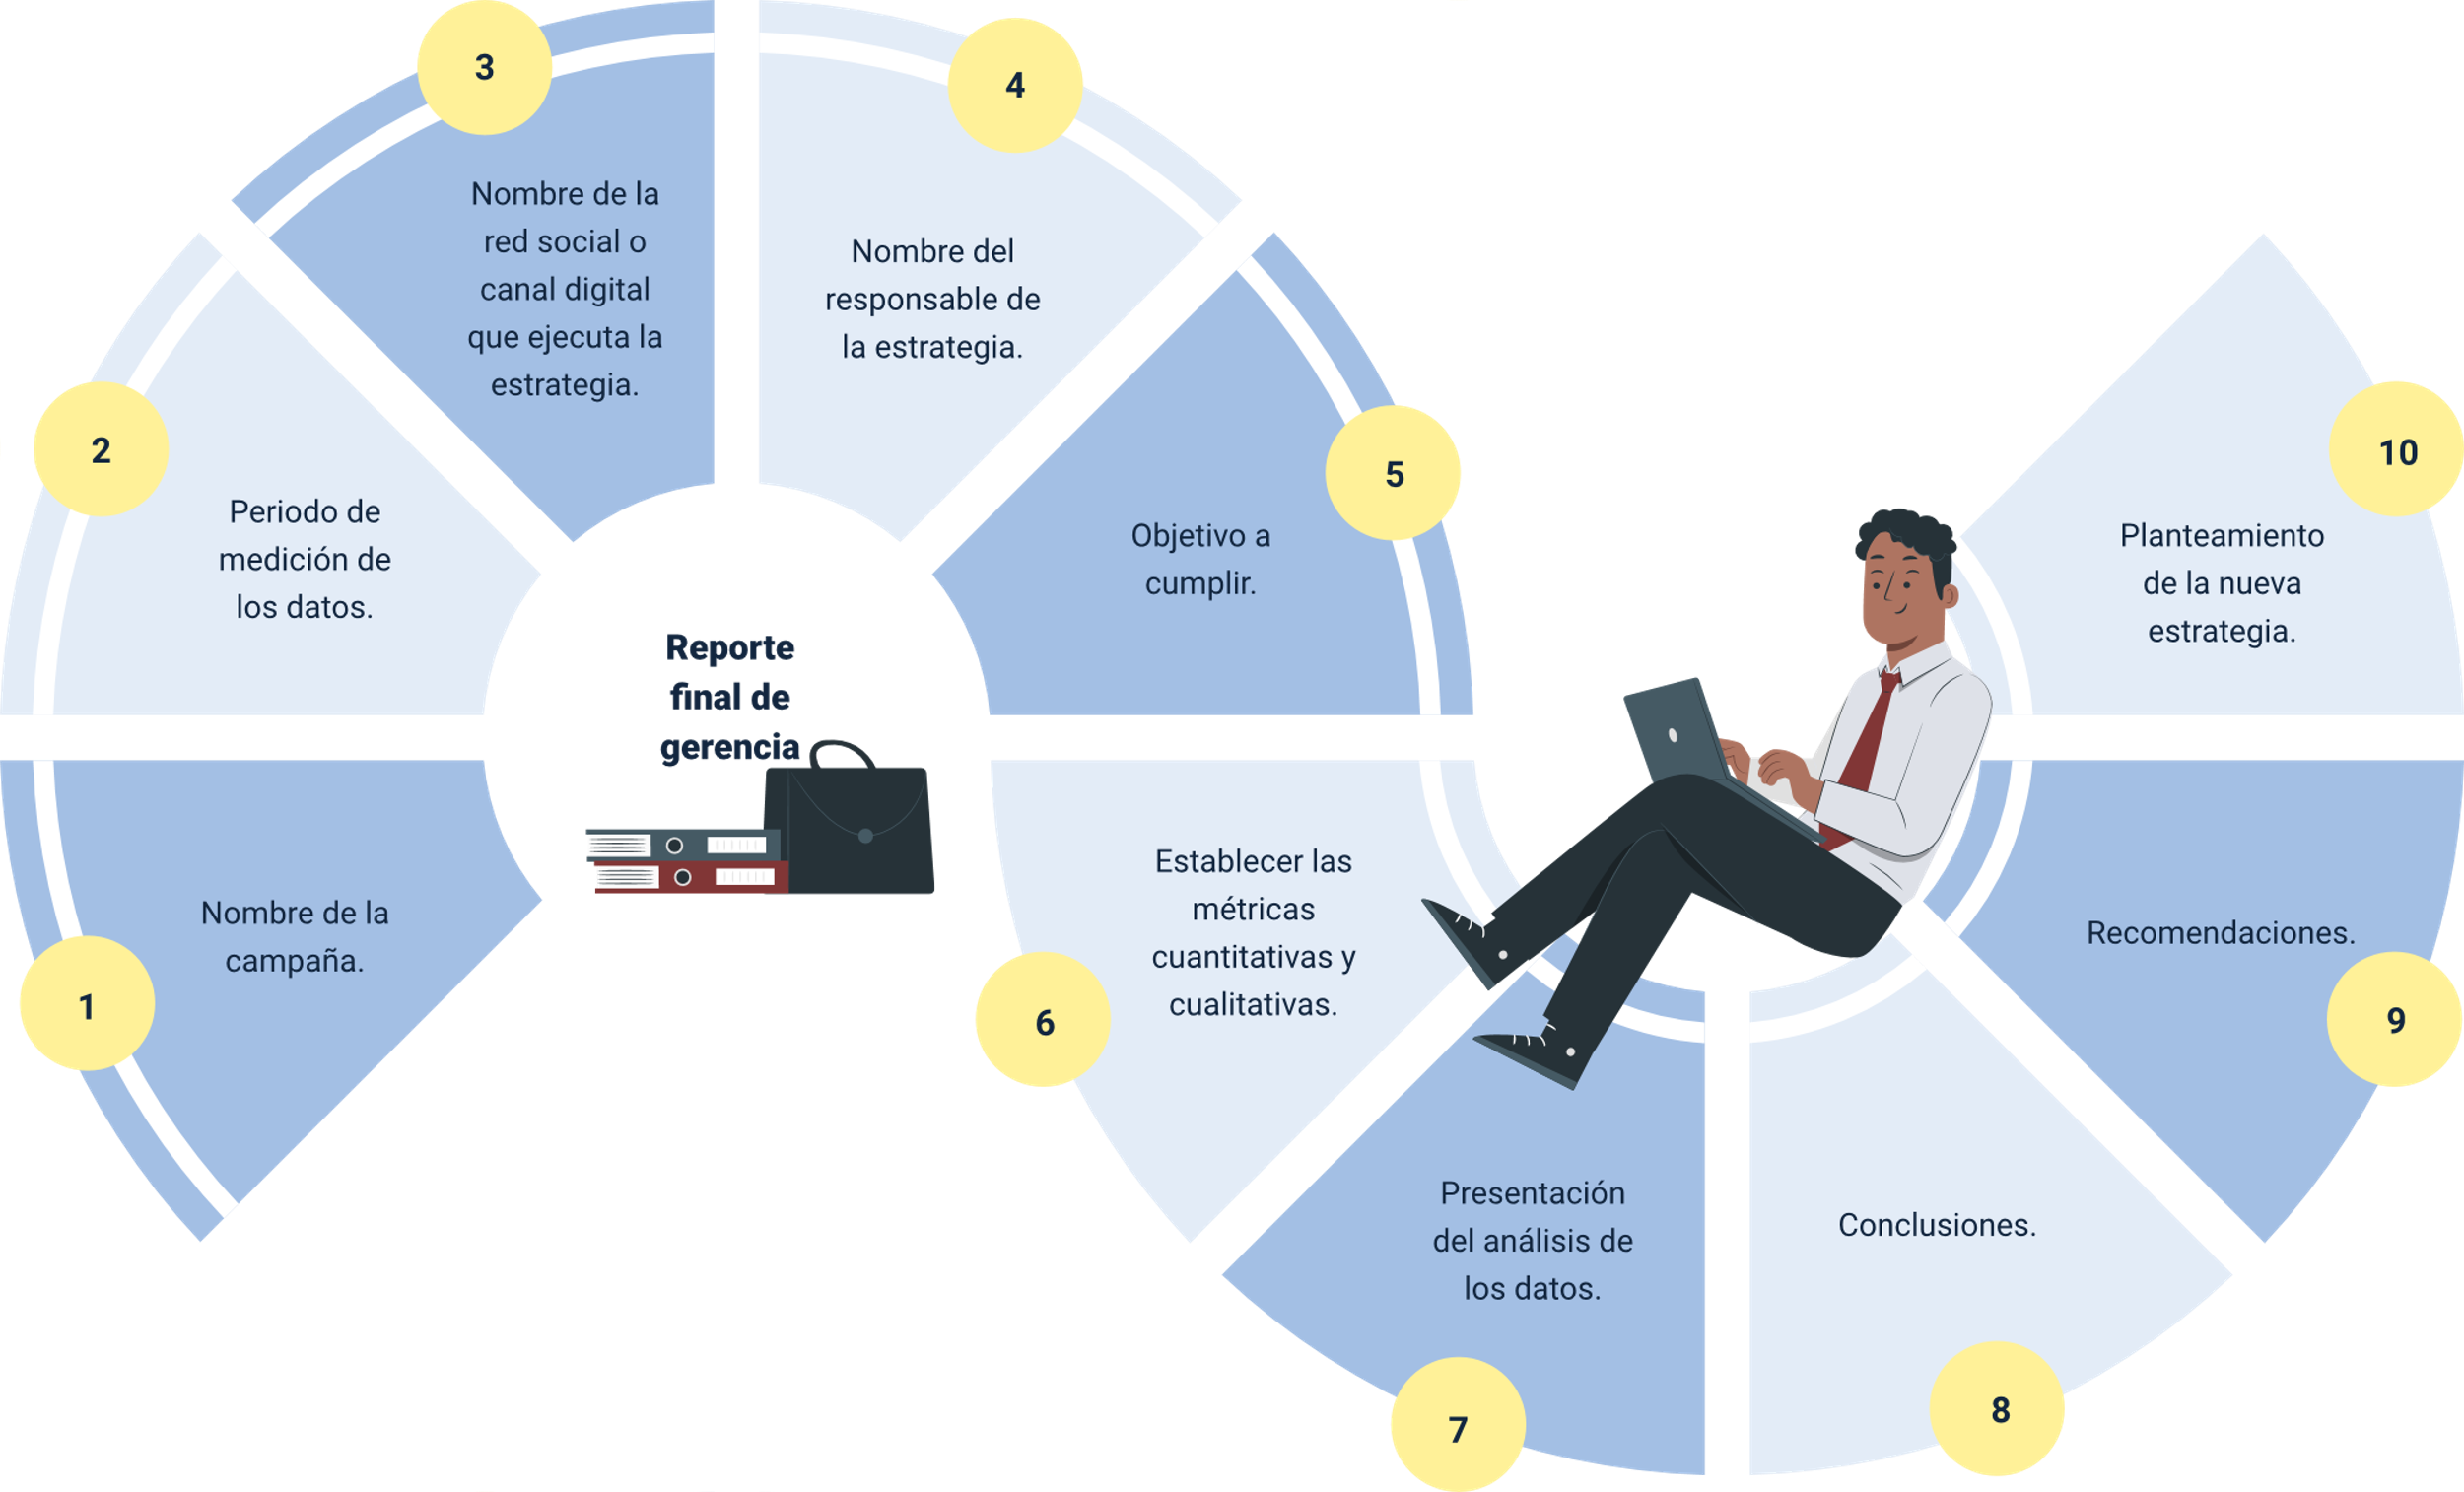 Reporte
final de
gerencia
1
Nombre de la
campaña.
2
Periodo de
medición de
los datos.
3
Nombre de la
red social o
canal digital
que ejecuta la
estrategia.
4
Nombre del
responsable de
la estrategia.
5
Objetivo a
cumplir.
6
Establecer las
métricas
cuantitativas y
cualitativas.
7
Presentación
del análisis de
los datos.
8
Conclusiones.
9
Recomendaciones.
10
Planteamiento
de la nueva
estrategia.